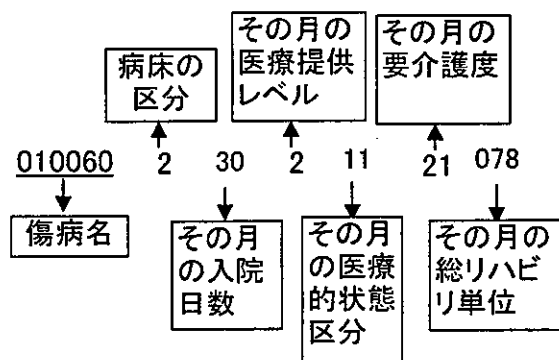 病床の
区分
その月の
医療提供
レベル
その月の
要介護度
010060 2 30 2 11 21 078
傷病名
その月
の入院
日数
その月
の医療
的状態
区分
その月の
総リハビ
リ単位